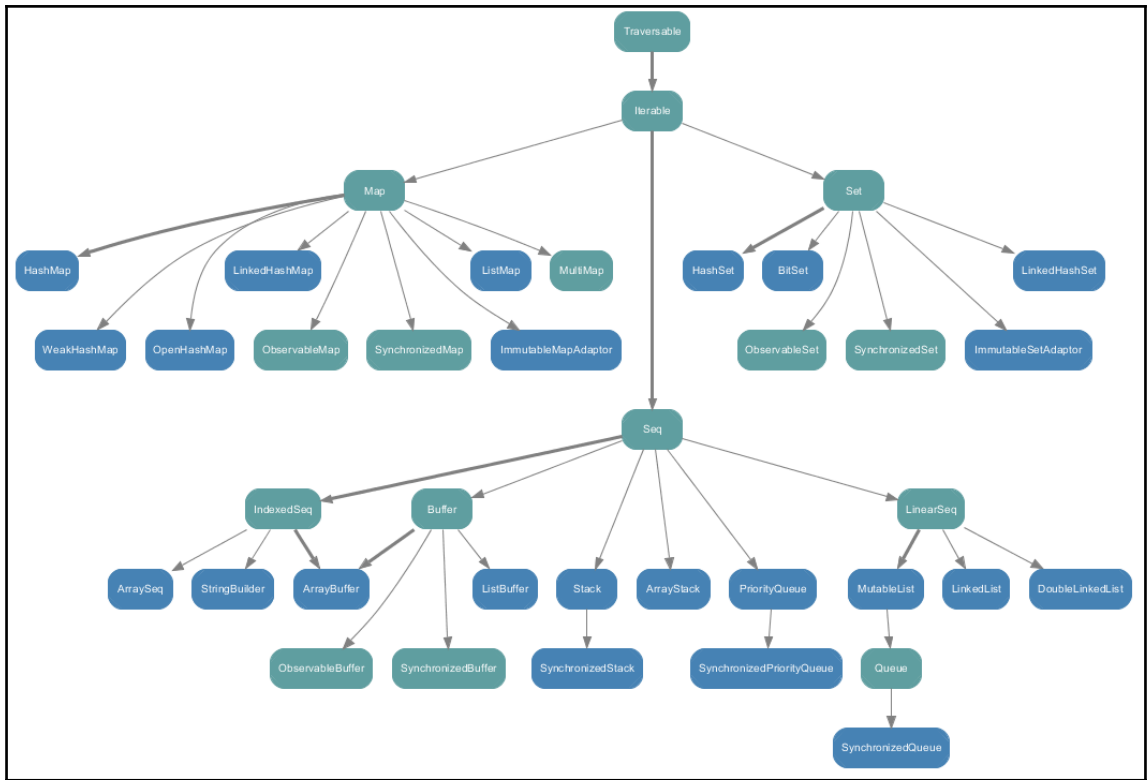 Traversable
Iterable
Map
Set
HashMap
LinkedHashMap
ListMap
MultiMap
HashSet
BitSet
LinkedHashSet
WeakHashMap
OpenHashMap
ObservableMap
SynchronizedMap
ImmutableMapAdaptor
ObservableSet
SynchronizedSet
ImmutableSetAdaptor
Seq
IndexedSeq
Buffer
LinearSeq
ArraySeq
StringBuilder
ArrayBuffer
ListBuffer
Stack
ArrayStack
PriorityQueue
MutableList
LinkedList
DoubleLinkedList
ObservableBuffer
SynchronizedBuffer
SynchronizedStack
SynchronizedPriorityQueue
Queue
SynchronizedQueue